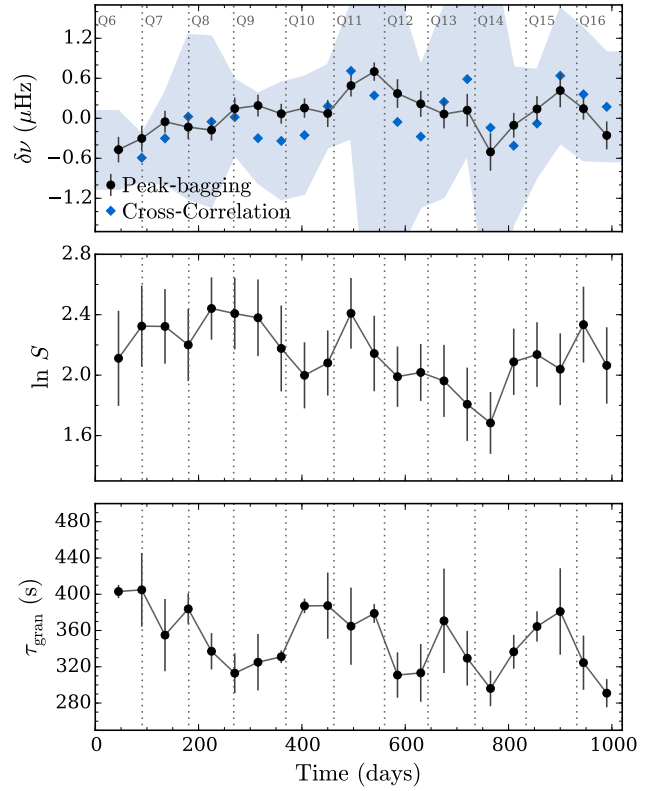 Q6 Q7 Q8 Q9 Q10 Q11 Q12 Q13 Q14 Q15 Q16
1.2
0.6
0.0
−0.6
−1.2
δν (μHz)
Peak-bagging
Cross-Correlation
2.8
2.4
2.0
1.6
ln S
480
440
400
360
320
280
τgran (s)
0 200 400 600 800 1000
Time (days)